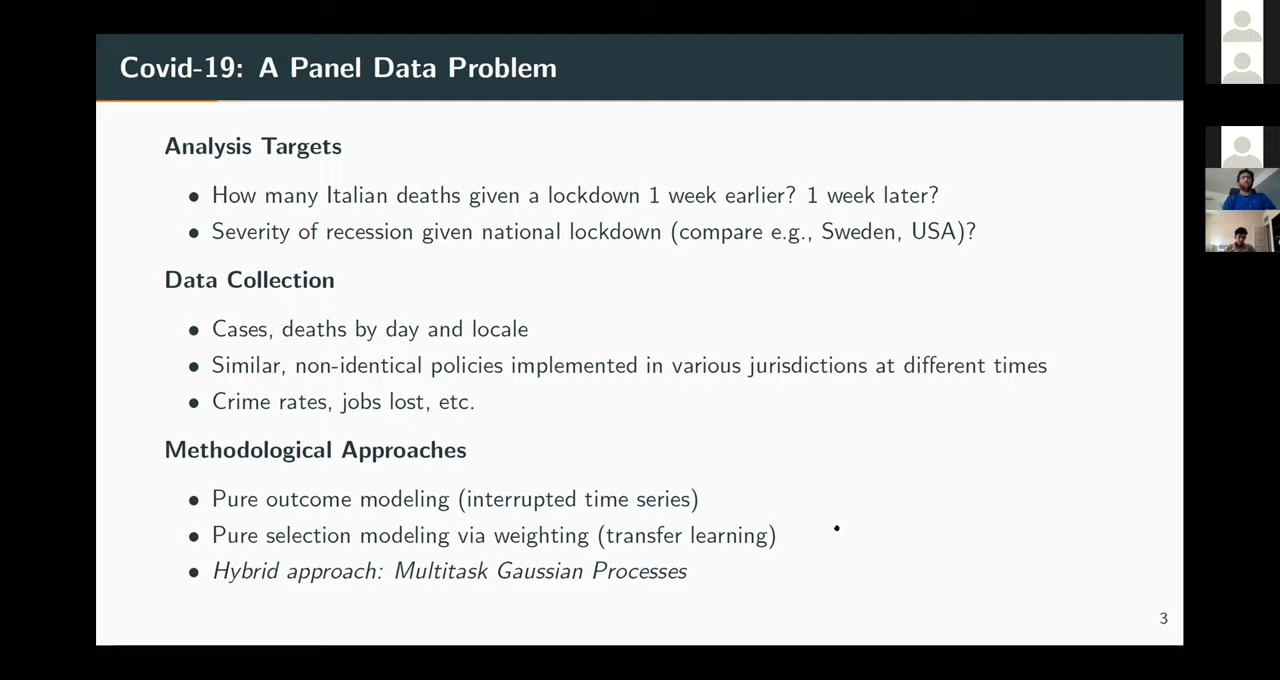 Covid-19: A Panel Data Problem
Analysis Targets
• How many Italian deaths given a lockdown 1 week earlier? 1 week later?
• Severity of recession given national lockdown (compare e.g., Sweden, USA)?
Data Collection
• Cases, deaths by day and locale
• Similar, non-identical policies implemented in various jurisdictions at different times
• Crime rates, jobs lost, etc.
Methodological Approaches
• Pure outcome modeling (interrupted time series)
• Pure selection modeling via weighting (transfer learning)
• Hybrid approach: Multitask Gaussian Processes
3